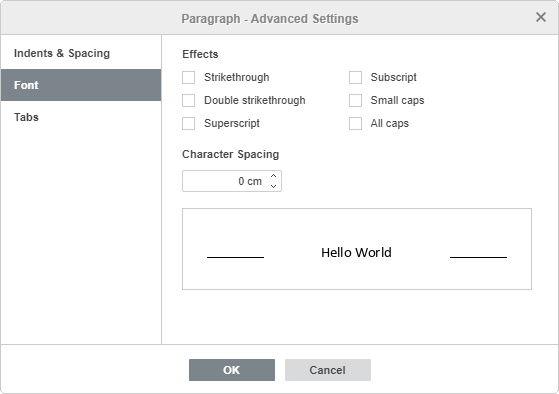 Paragraph - Advanced Settings
Indents & Spacing
Font
Tabs
Effects
Strikethrough
Subscript
Double strikethrough
Small caps
Superscript
All caps
Character Spacing
0 cm
Hello World
OK
Cancel